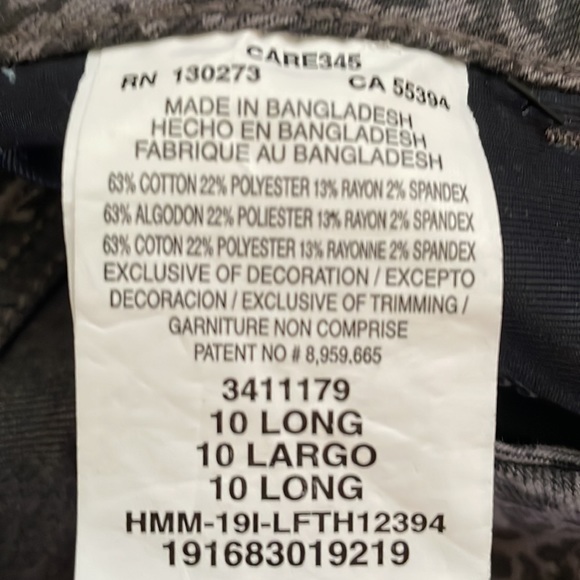 CARE345
RN 130273 CA 55394
MADE IN BANGLADESH
HECHO EN BANGLADESH
FABRIQUE AU BANGLADESH
63% COTTON 22% POLYESTER 13% RAYON 2% SPANDEX
63% ALGODON 22% POLIESTER 13% RAYON 2% SPANDEX
63% COTON 22% POLYESTER 13% RAYONNE 2% SPANDEX
EXCLUSIVE OF DECORATION / EXCEPTO
DECORACION / EXCLUSIVE OF TRIMMING /
GARNITURE NON COMPRISE
PATENT NO # 8,959,665
3411179
10 LONG
10 LARGO
10 LONG
HMM-19I-LFTH12394
191683019219